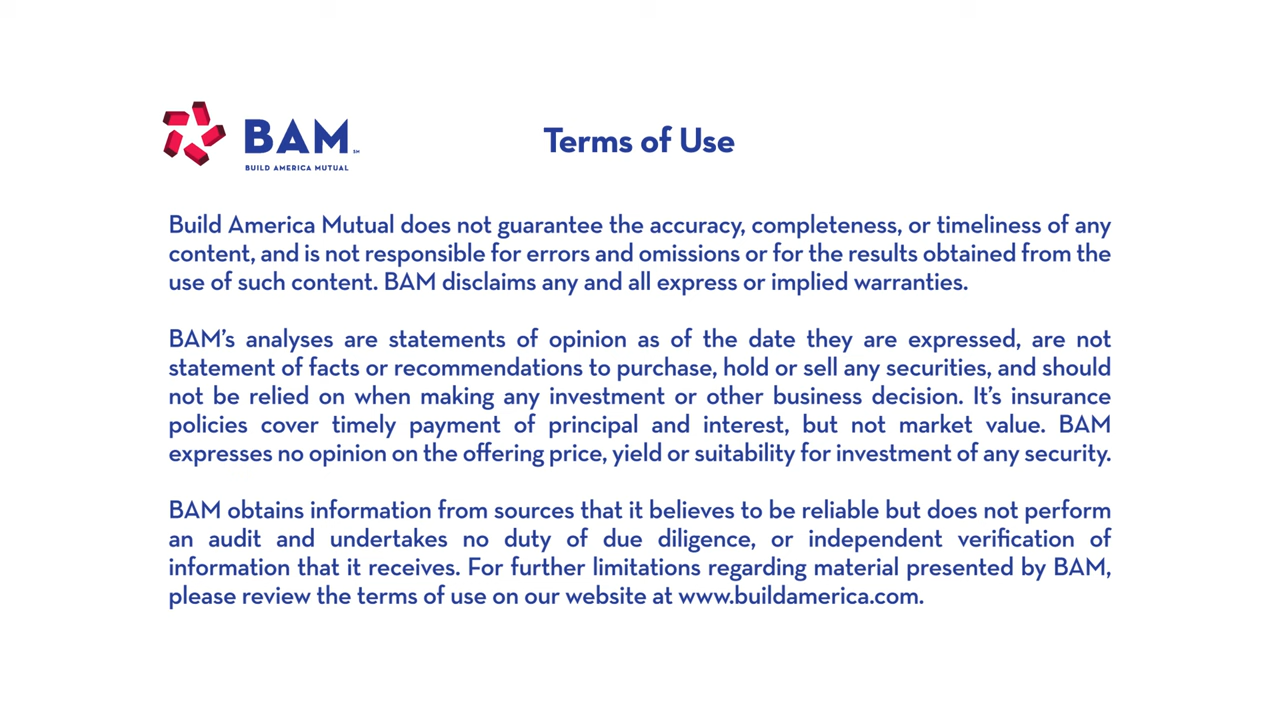 BAM SM
BUILD AMERICA MUTUAL
Terms of Use
Build America Mutual does not guarantee the accuracy, completeness, or timeliness of any
content, and is not responsible for errors and omissions or for the results obtained from the
use of such content. BAM disclaims any and all express or implied warranties.
BAM’s analyses are statements of opinion as of the date they are expressed, are not
statement of facts or recommendations to purchase, hold or sell any securities, and should
not be relied on when making any investment or other business decision. It’s insurance
policies cover timely payment of principal and interest, but not market value. BAM
expresses no opinion on the offering price, yield or suitability for investment of any security.
BAM obtains information from sources that it believes to be reliable but does not perform
an audit and undertakes no duty of due diligence, or independent verification of
information that it receives. For further limitations regarding material presented by BAM,
please review the terms of use on our website at www.buildamerica.com.